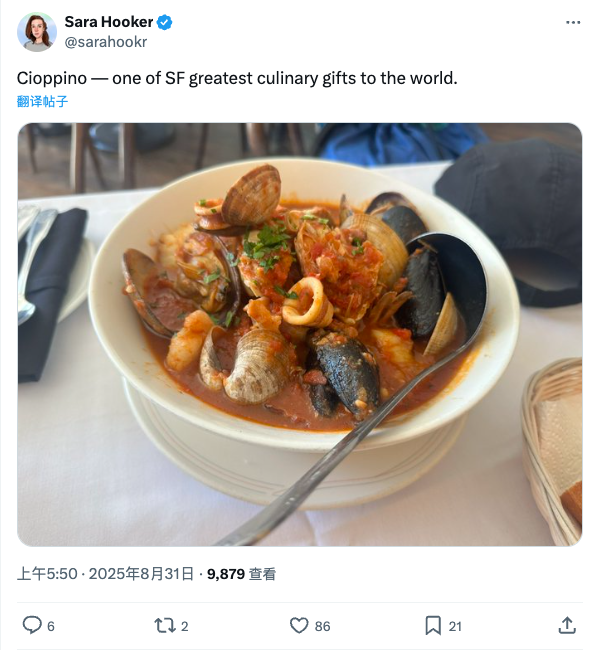 Sara Hooker
@sarahookr
Cioppino — one of SF greatest culinary gifts to the world.
翻译帖子
上午5:50 · 2025年8月31日 · 9,879 查看
6 2 86 21